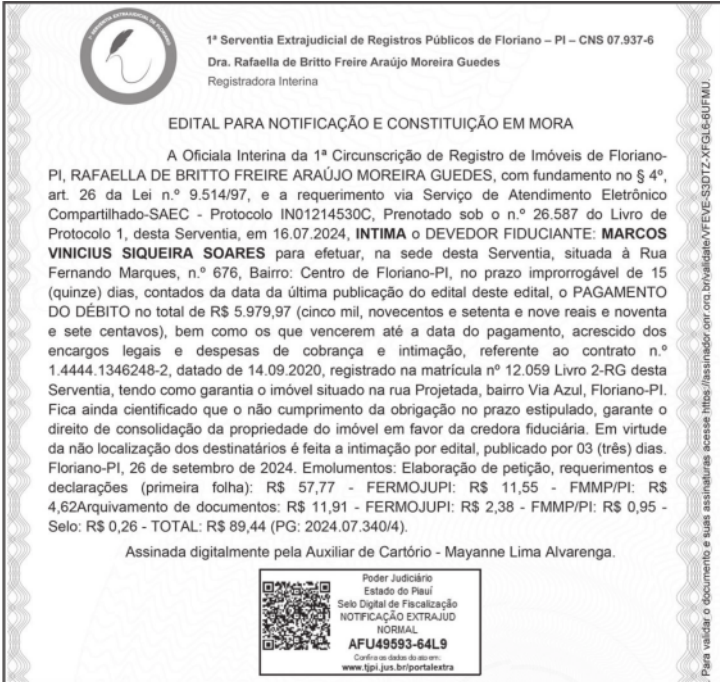 1ª SERVENTIA EXTRAJUDICIAL DE FLORIANO
1ª Serventia Extrajudicial de Registros Públicos de Floriano – PI – CNS 07.937-6
Dra. Rafaella de Britto Freire Araújo Moreira Guedes
Registradora Interina
EDITAL PARA NOTIFICAÇÃO E CONSTITUIÇÃO EM MORA
A Oficiala Interina da 1ª Circunscrição de Registro de Imóveis de Floriano-
PI, RAFAELLA DE BRITTO FREIRE ARAÚJO MOREIRA GUEDES, com fundamento no § 4º,
art. 26 da Lei n.º 9.514/97, e a requerimento via Serviço de Atendimento Eletrônico
Compartilhado-SAEC - Protocolo IN01214530C, Prenotado sob o n.º 26.587 do Livro de
Protocolo 1, desta Serventia, em 16.07.2024, INTIMA o DEVEDOR FIDUCIANTE: MARCOS
VINICIUS SIQUEIRA SOARES para efetuar, na sede desta Serventia, situada à Rua
Fernando Marques, n.º 676, Bairro: Centro de Floriano-PI, no prazo improrrogável de 15
(quinze) dias, contados da data da última publicação do edital deste edital, o PAGAMENTO
DO DÉBITO no total de R$ 5.979,97 (cinco mil, novecentos e setenta e nove reais e noventa
e sete centavos), bem como os que vencerem até a data do pagamento, acrescido dos
encargos legais e despesas de cobrança e intimação, referente ao contrato n.º
1.4444.1346248-2, datado de 14.09.2020, registrado na matrícula nº 12.059 Livro 2-RG desta
Serventia, tendo como garantia o imóvel situado na rua Projetada, bairro Via Azul, Floriano-PI.
Fica ainda cientificado que o não cumprimento da obrigação no prazo estipulado, garante o
direito de consolidação da propriedade do imóvel em favor da credora fiduciária. Em virtude
da não localização dos destinatários é feita a intimação por edital, publicado por 03 (três) dias.
Floriano-PI, 26 de setembro de 2024. Emolumentos: Elaboração de petição, requerimentos e
declarações (primeira folha): R$ 57,77 - FERMOJUPI: R$ 11,55 - FMMP/PI: R$
4,62Arquivamento de documentos: R$ 11,91 - FERMOJUPI: R$ 2,38 - FMMP/PI: R$ 0,95 -
Selo: R$ 0,26 - TOTAL: R$ 89,44 (PG: 2024.07.340/4).
Assinada digitalmente pela Auxiliar de Cartório - Mayanne Lima Alvarenga.
Poder Judiciário
Estado do Piauí
Selo Digital de Fiscalização
NOTIFICAÇÃO EXTRAJUD
NORMAL
AFU49593-64L9
Confira os dados do ato em:
www.tjpi.jus.br/portalextra
Para validar o documento e suas assinaturas acesse https://assinador.onr.org.br/validate/VFEVE-S3DTZ-XFGL6-6UFMU.